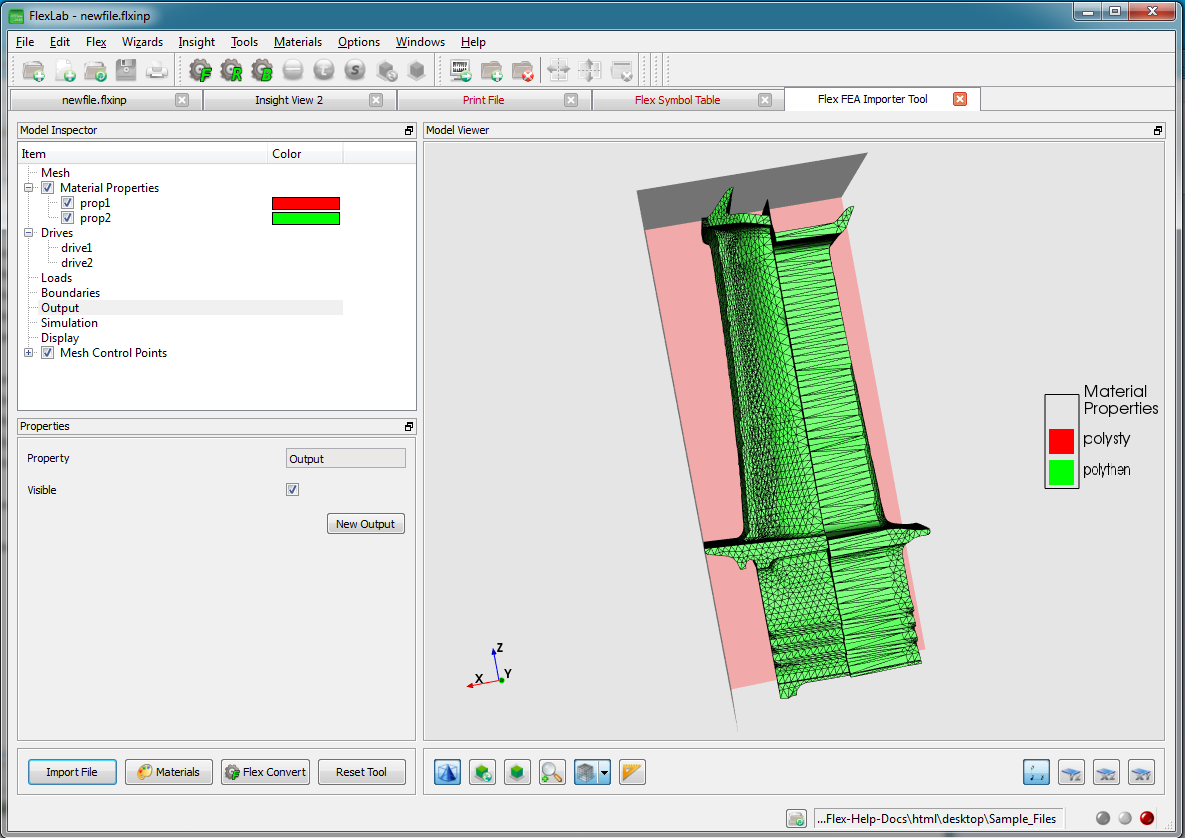 FlexLab - newfile.flxinp
File Edit Flex Wizards Insight Tools Materials Options Windows Help
F R B t S
newfile.flxinp Insight View 2 Print File Flex Symbol Table Flex FEA Importer Tool
Model Inspector
Item Color
Mesh
Material Properties
prop1
prop2
Drives
drive1
drive2
Loads
Boundaries
Output
Simulation
Display
Mesh Control Points
Properties
Property Output
Visible
New Output
Import File Materials Flex Convert Reset Tool
Model Viewer
Material
Properties
polysty
polythen
Z
Y
X
...Flex-Help-Docs\html\desktop\Sample_Files